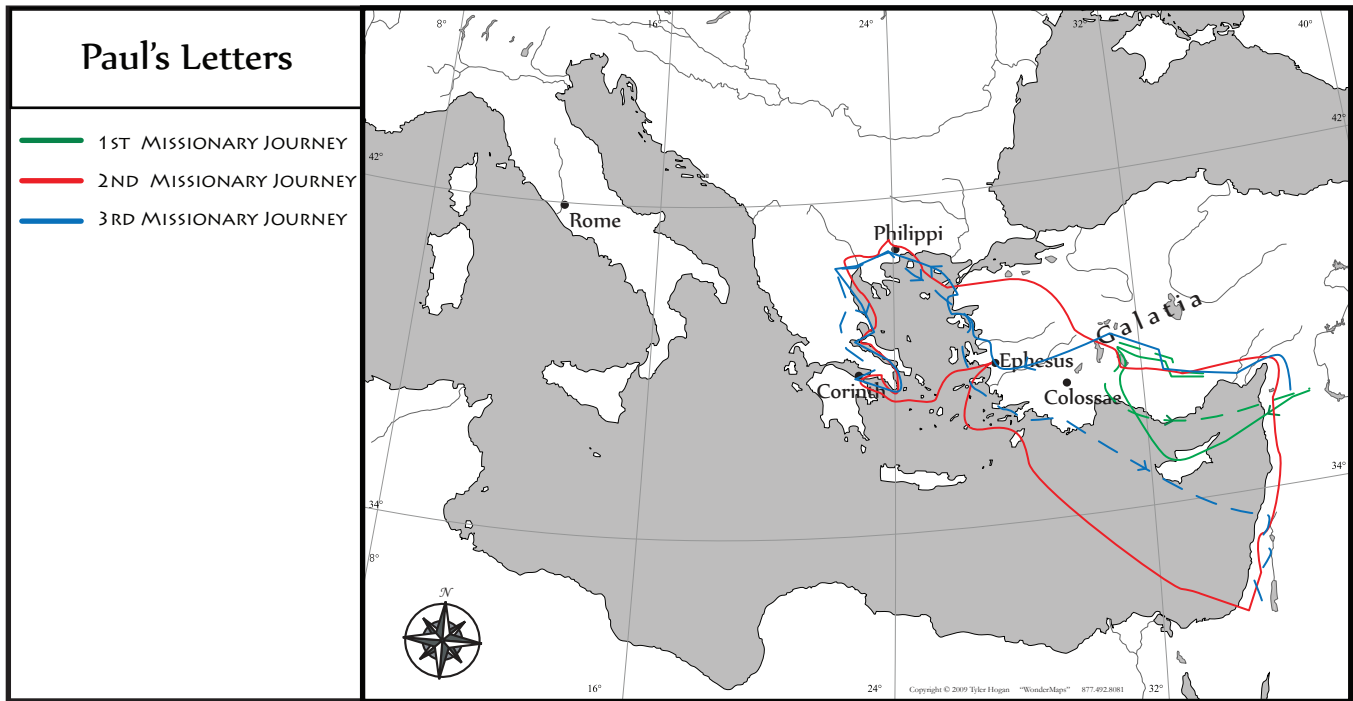 Paul's Letters
1ST MISSIONARY JOURNEY
2ND MISSIONARY JOURNEY
3RD MISSIONARY JOURNEY
8°
16°
24°
32°
40°
42°
42°
Rome
Philippi
Galatia
Ephesus
Colossae
Corinth
34°
34°
8°
N
16°
24°
32°
Copyright © 2009 Tyler Hogan "WonderMaps" 877.492.8081